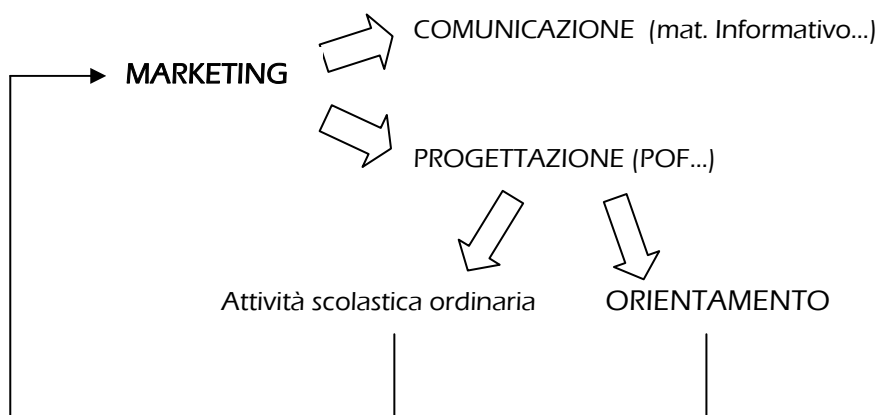 COMUNICAZIONE (mat. Informativo...)
MARKETING
PROGETTAZIONE (POF...)
Attività scolastica ordinaria ORIENTAMENTO